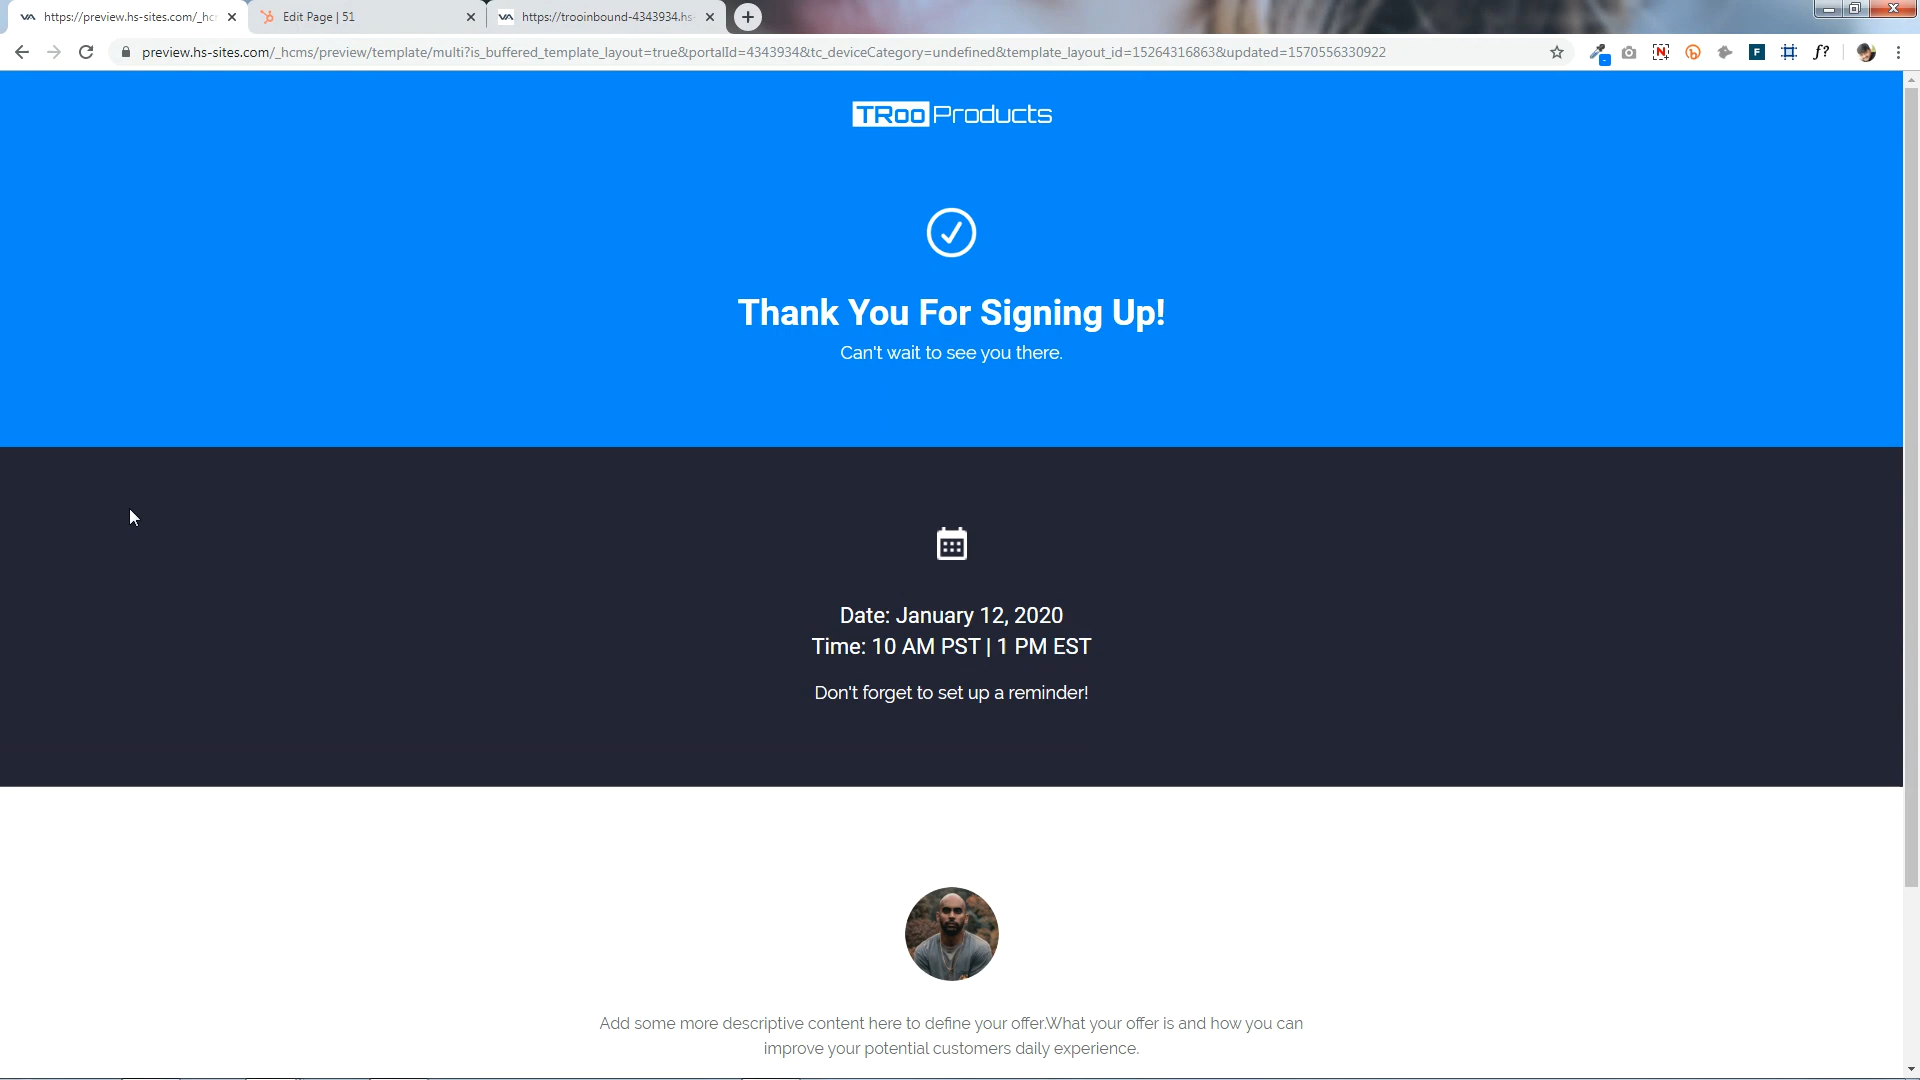 https://preview.hs-sites.com/_hc
Edit Page | 51
https://trooinbound-4343934.hs-
preview.hs-sites.com/_hcms/preview/template/multi?is_buffered_template_layout=true&portalId=4343934&tc_deviceCategory=undefined&template_layout_id=15264316863&updated=1570556330922
TRoo Products
Thank You For Signing Up!
Can't wait to see you there.
Date: January 12, 2020
Time: 10 AM PST | 1 PM EST
Don't forget to set up a reminder!
Add some more descriptive content here to define your offer.What your offer is and how you can
improve your potential customers daily experience.